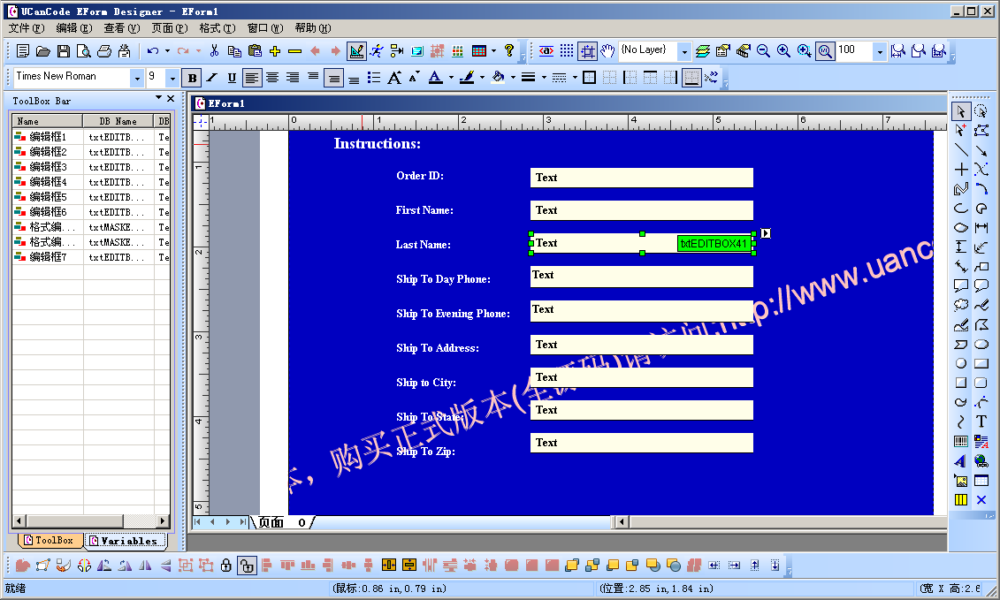 UCanCode EForm Designer - EForm1
文件(F) 编辑(E) 查看(V) 页面(P) 格式(T) 窗口(W) 帮助(H)
{No Layer} 100
Times New Roman 9 B I U
ToolBox Bar
Name DB Name DB
编辑框1 txtEDITB... Te
编辑框2 txtEDITB... Te
编辑框3 txtEDITB... Te
编辑框4 txtEDITB... Te
编辑框5 txtEDITB... Te
编辑框6 txtEDITB... Te
格式编... txtMASKE... Te
格式编... txtMASKE... Te
编辑框7 txtEDITB... Te
ToolBox Variables
EForm1
1 0 1 2 3 4 5 6 7
1
2
3
4
5
Instructions:
Order ID: Text
First Name: Text
Last Name: Text txtEDITBOX41
Ship To Day Phone: Text
Ship To Evening Phone: Text
Ship To Address: Text
Ship to City: Text
Ship To State: Text
Ship To Zip: Text
本, 购买正式版本(全源码)请访问:http://www.uanc
页面 0
就绪 (鼠标:0.86 in,0.79 in) (位置:2.85 in,1.84 in) (宽 X 高:2.6